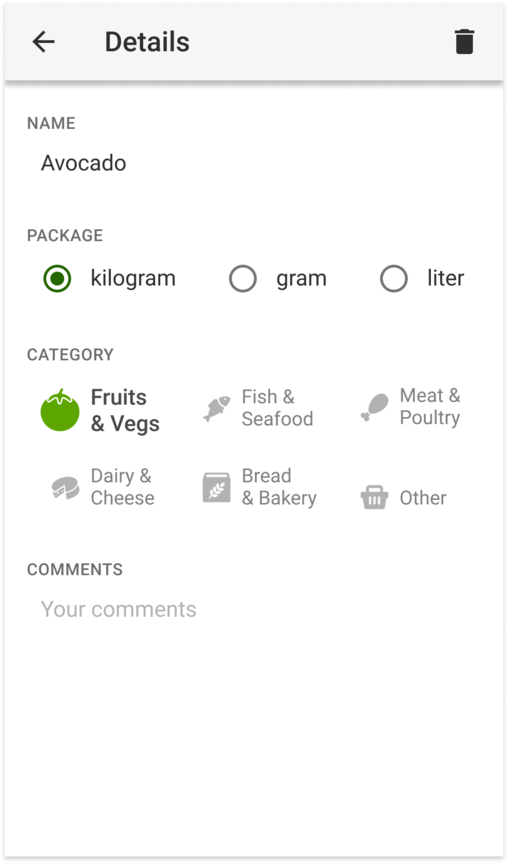 Details
NAME
Avocado
PACKAGE
kilogram
gram
liter
CATEGORY
Fruits
& Vegs
Fish &
Seafood
Meat &
Poultry
Dairy &
Cheese
Bread
& Bakery
Other
COMMENTS
Your comments